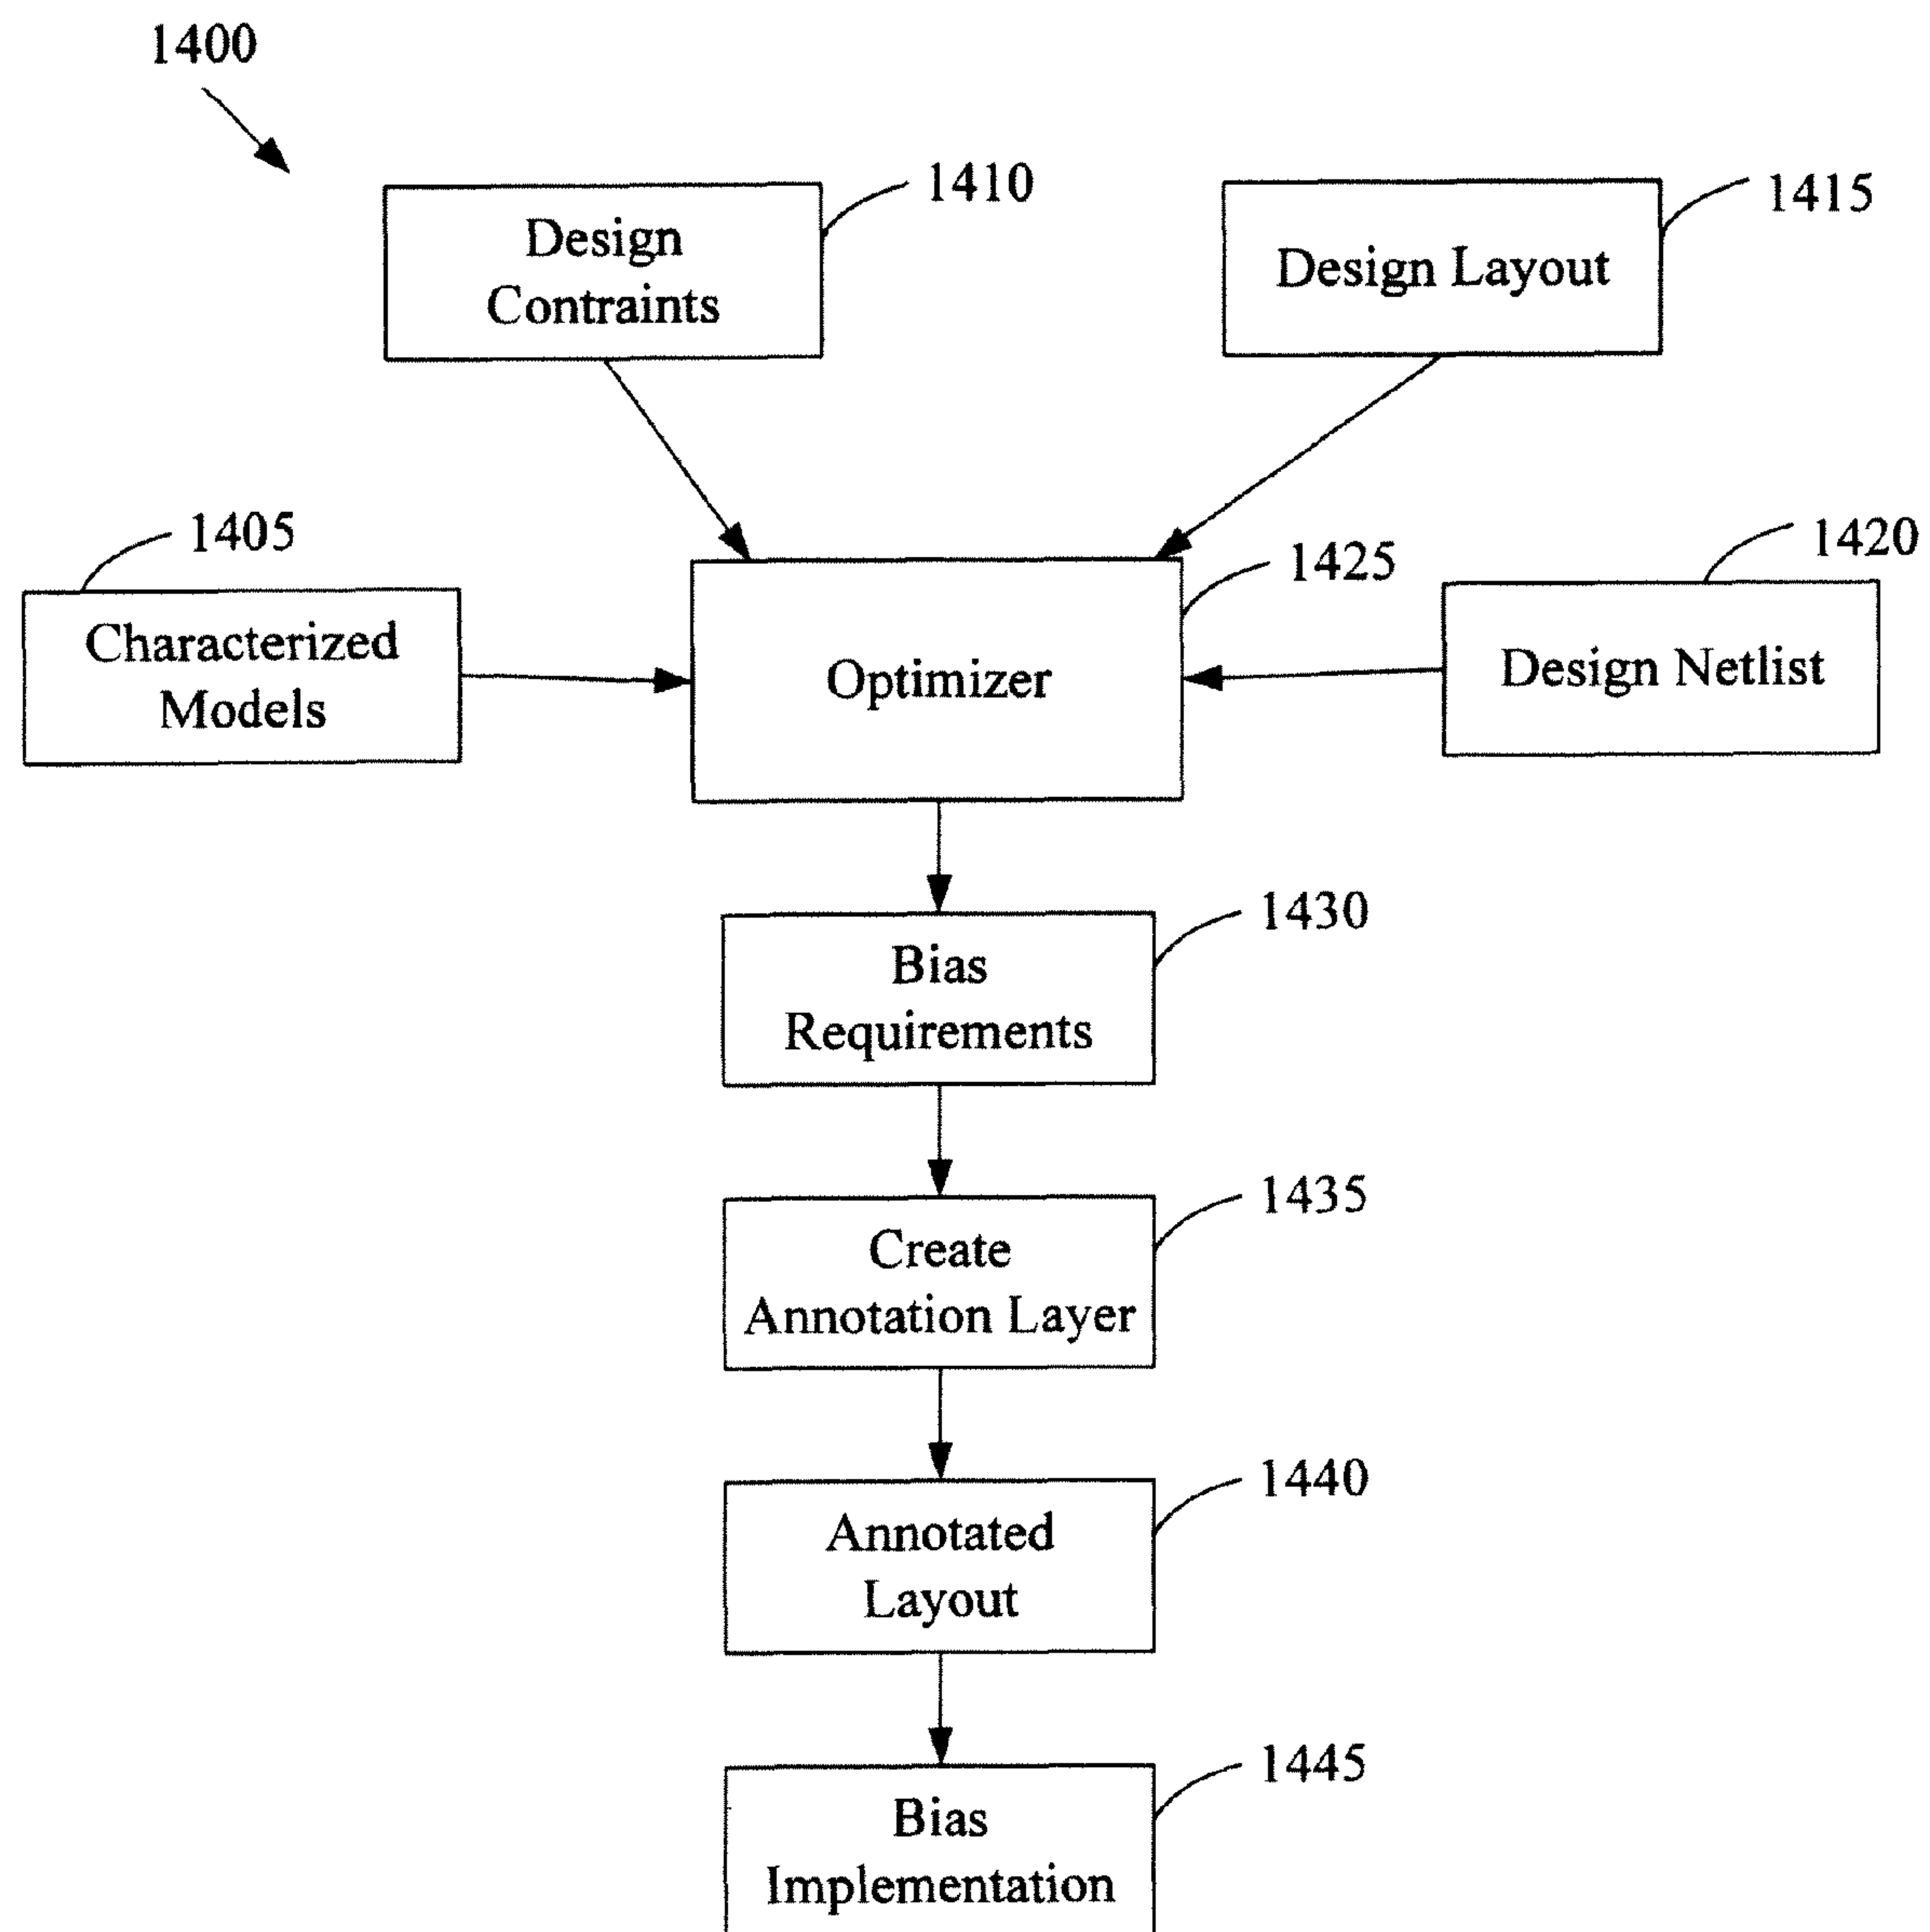 1400
1410
Design
Contraints
1415
Design Layout
1405
Characterized
Models
1425
Optimizer
1420
Design Netlist
1430
Bias
Requirements
1435
Create
Annotation Layer
1440
Annotated
Layout
1445
Bias
Implementation